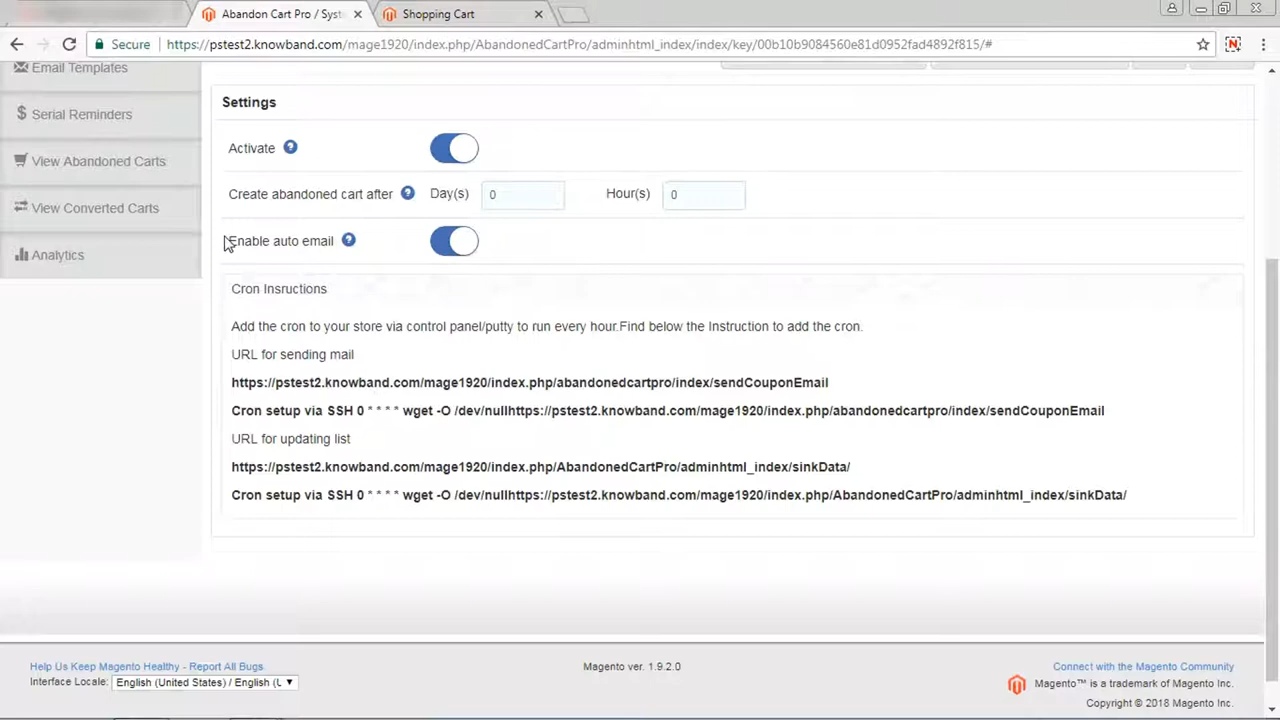 Abandon Cart Pro / Syst
Shopping Cart
Secure
https://pstest2.knowband.com/mage1920/index.php/AbandonedCartPro/adminhtml_index/index/key/00b10b9084560e81d0952fad4892f815/#
Email Templates
Serial Reminders
View Abandoned Carts
View Converted Carts
Analytics
Settings
Activate ?
Create abandoned cart after ? Day(s) 0 Hour(s) 0
Enable auto email ?
Cron Insructions
Add the cron to your store via control panel/putty to run every hour.Find below the Instruction to add the cron.
URL for sending mail
https://pstest2.knowband.com/mage1920/index.php/abandonedcartpro/index/sendCouponEmail
Cron setup via SSH 0 * * * * wget -O /dev/nullhttps://pstest2.knowband.com/mage1920/index.php/abandonedcartpro/index/sendCouponEmail
URL for updating list
https://pstest2.knowband.com/mage1920/index.php/AbandonedCartPro/adminhtml_index/sinkData/
Cron setup via SSH 0 * * * * wget -O /dev/nullhttps://pstest2.knowband.com/mage1920/index.php/AbandonedCartPro/adminhtml_index/sinkData/
Help Us Keep Magento Healthy - Report All Bugs
Interface Locale: English (United States) / English (U
Magento ver. 1.9.2.0
Connect with the Magento Community
Magento™ is a trademark of Magento Inc.
Copyright © 2018 Magento Inc.